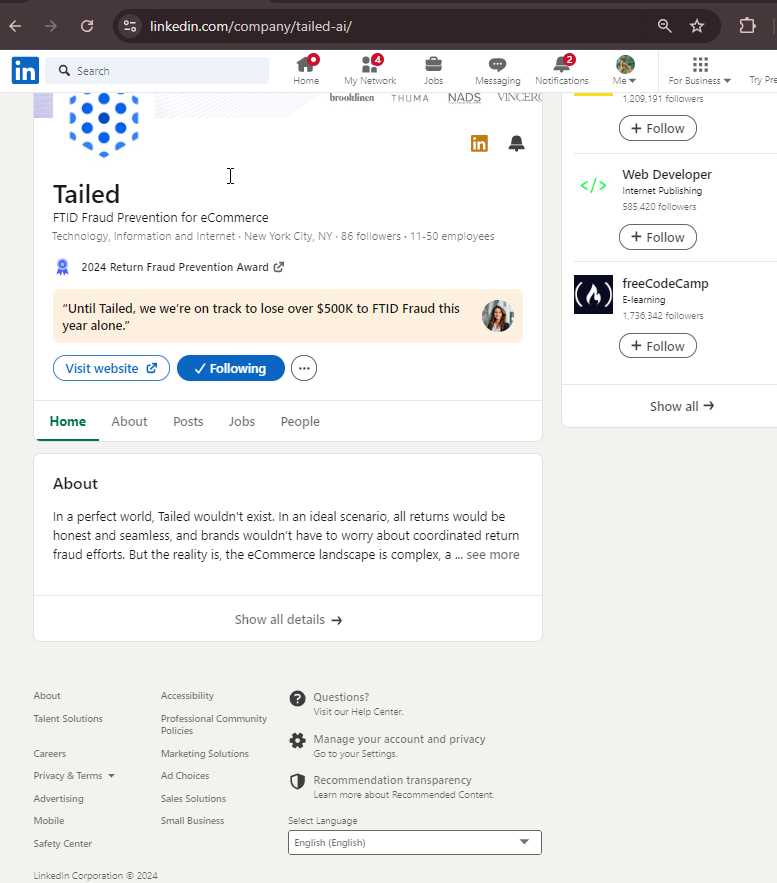 linkedin.com/company/tailed-ai/
in
Search
Home
4
My Network
Jobs
Messaging
2
Notifications
Me
For Business
Try Pre
brooklinen
THUMA
NADS
VINCERO
in
Tailed
FTID Fraud Prevention for eCommerce
Technology, Information and Internet · New York City, NY · 86 followers · 11-50 employees
2024 Return Fraud Prevention Award
“Until Tailed, we we’re on track to lose over $500K to FTID Fraud this
year alone.”
Visit website
Following
Home
About
Posts
Jobs
People
About
In a perfect world, Tailed wouldn't exist. In an ideal scenario, all returns would be
honest and seamless, and brands wouldn’t have to worry about coordinated return
fraud efforts. But the reality is, the eCommerce landscape is complex, a ... see more
Show all details →
1,209,191 followers
+ Follow
</>
Web Developer
Internet Publishing
585,420 followers
+ Follow
freeCodeCamp
E-learning
1,736,342 followers
+ Follow
Show all →
About
Accessibility
Talent Solutions
Professional Community
Policies
Careers
Marketing Solutions
Privacy & Terms
Ad Choices
Advertising
Sales Solutions
Mobile
Small Business
Safety Center
Questions?
Visit our Help Center.
Manage your account and privacy
Go to your Settings.
Recommendation transparency
Learn more about Recommended Content.
Select Language
English (English)
LinkedIn Corporation © 2024